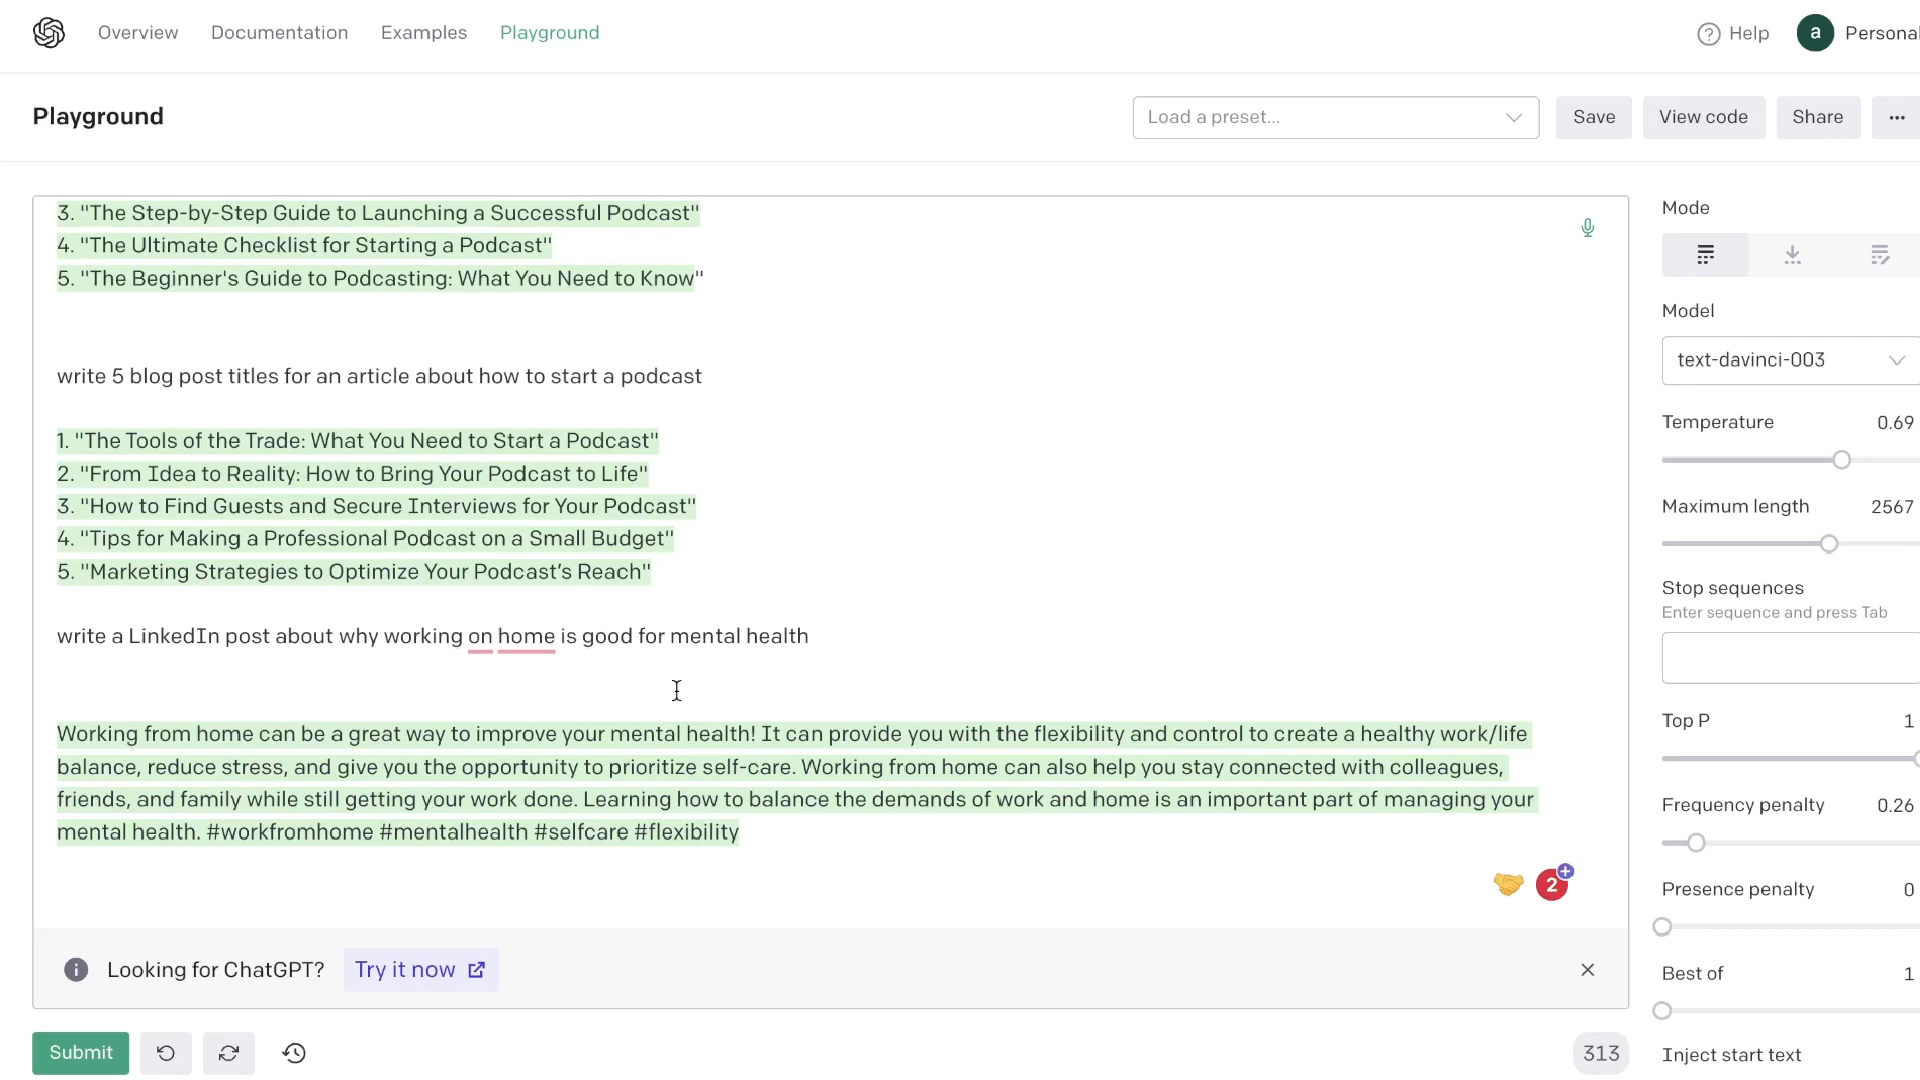 Overview Documentation Examples Playground
Help a Personal
Playground
Load a preset... Save View code Share
3. "The Step-by-Step Guide to Launching a Successful Podcast"
4. "The Ultimate Checklist for Starting a Podcast"
5. "The Beginner's Guide to Podcasting: What You Need to Know"
write 5 blog post titles for an article about how to start a podcast
1. "The Tools of the Trade: What You Need to Start a Podcast"
2. "From Idea to Reality: How to Bring Your Podcast to Life"
3. "How to Find Guests and Secure Interviews for Your Podcast"
4. "Tips for Making a Professional Podcast on a Small Budget"
5. "Marketing Strategies to Optimize Your Podcast’s Reach"
write a LinkedIn post about why working on home is good for mental health
Working from home can be a great way to improve your mental health! It can provide you with the flexibility and control to create a healthy work/life
balance, reduce stress, and give you the opportunity to prioritize self-care. Working from home can also help you stay connected with colleagues,
friends, and family while still getting your work done. Learning how to balance the demands of work and home is an important part of managing your
mental health. #workfromhome #mentalhealth #selfcare #flexibility
2
Looking for ChatGPT? Try it now
Submit
313
Mode
Model
text-davinci-003
Temperature 0.69
Maximum length 2567
Stop sequences
Enter sequence and press Tab
Top P 1
Frequency penalty 0.26
Presence penalty 0
Best of 1
Inject start text